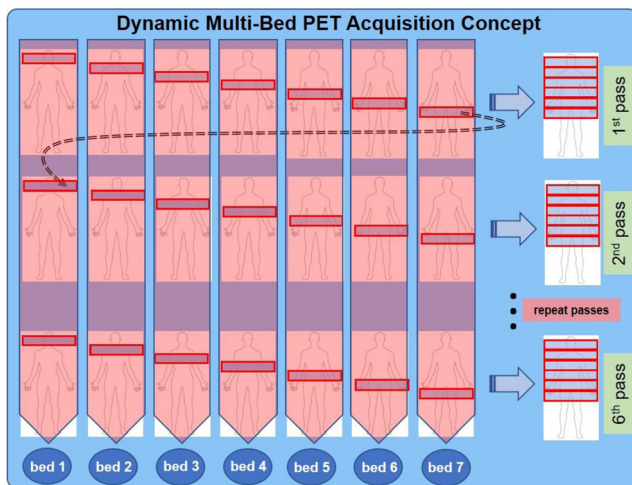 Dynamic Multi-Bed PET Acquisition Concept
1st pass
2nd pass
repeat passes
6th pass
bed 1 bed 2 bed 3 bed 4 bed 5 bed 6 bed 7